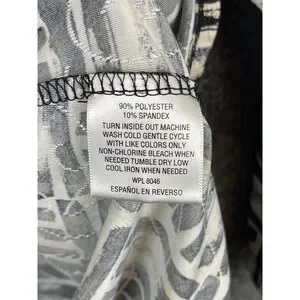 90% POLYESTER
10% SPANDEX
TURN INSIDE OUT MACHINE
WASH COLD GENTLE CYCLE
WITH LIKE COLORS ONLY
NON-CHLORINE BLEACH WHEN
NEEDED TUMBLE DRY LOW
COOL IRON WHEN NEEDED
WPL 8046
ESPAÑOL EN REVERSO